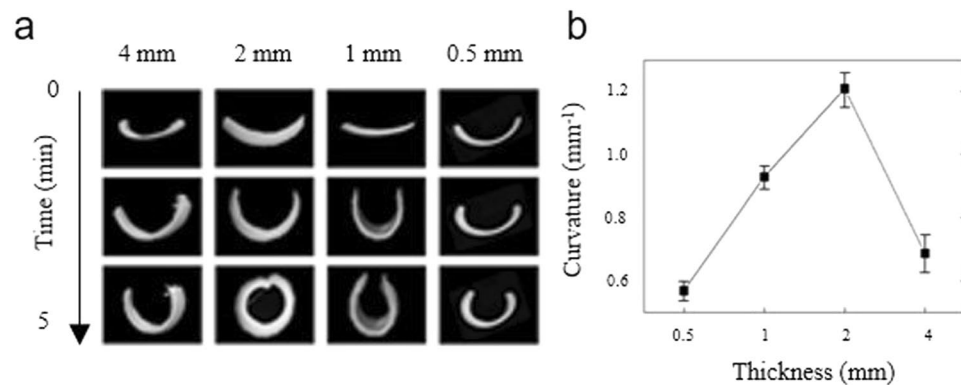 a
4 mm 2 mm 1 mm 0.5 mm
0
Time (min)
5
b
Curvature (mm⁻¹)
1.2
1.0
0.8
0.6
0.5 1 2 4
Thickness (mm)